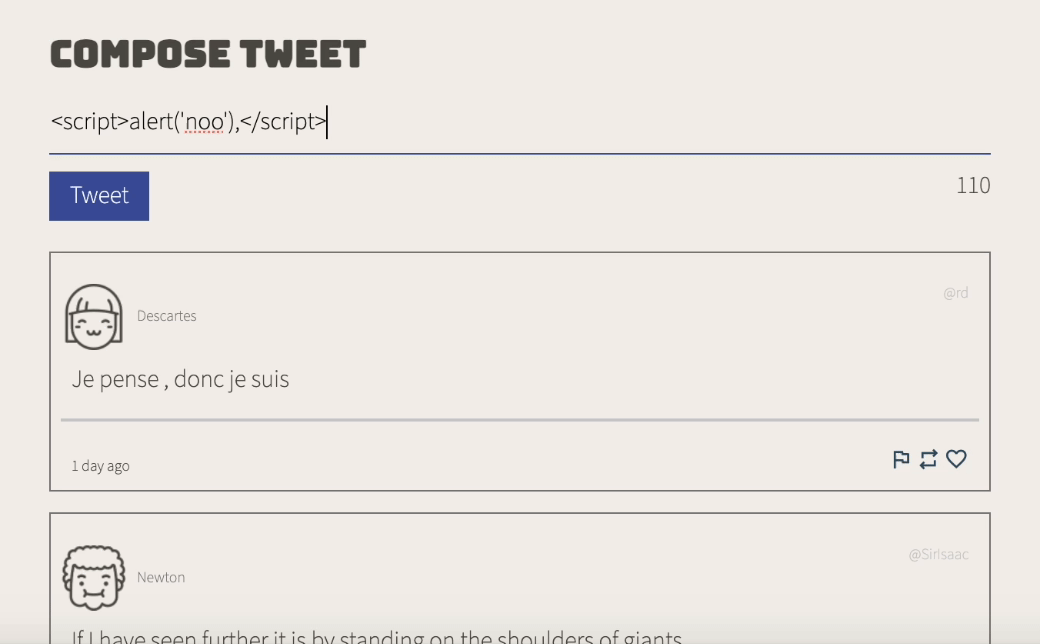 COMPOSE TWEET
<script>alert('noo'),</script>
Tweet
110
@rd
Descartes
Je pense , donc je suis
1 day ago
@SirIsaac
Newton
If I have seen further it is by standing on the shoulders of giants